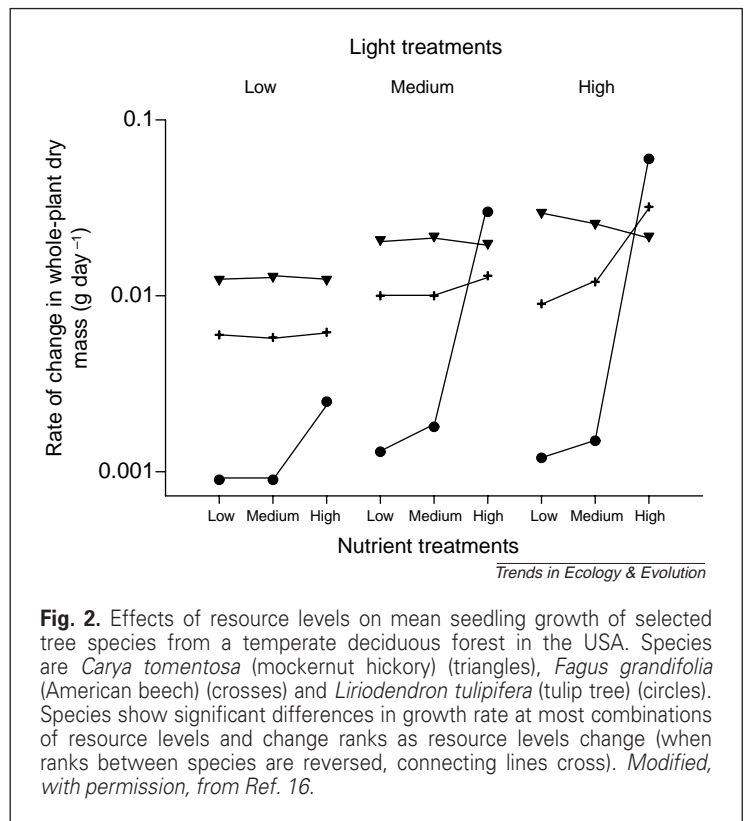 Light treatments
Low Medium High
0.1
0.01
0.001
Rate of change in whole-plant dry
mass (g day –1)
Low Medium High Low Medium High Low Medium High
Nutrient treatments
Trends in Ecology & Evolution
Fig. 2. Effects of resource levels on mean seedling growth of selected
tree species from a temperate deciduous forest in the USA. Species
are Carya tomentosa (mockernut hickory) (triangles), Fagus grandifolia
(American beech) (crosses) and Liriodendron tulipifera (tulip tree) (circles).
Species show significant differences in growth rate at most combinations
of resource levels and change ranks as resource levels change (when
ranks between species are reversed, connecting lines cross). Modified,
with permission, from Ref. 16.